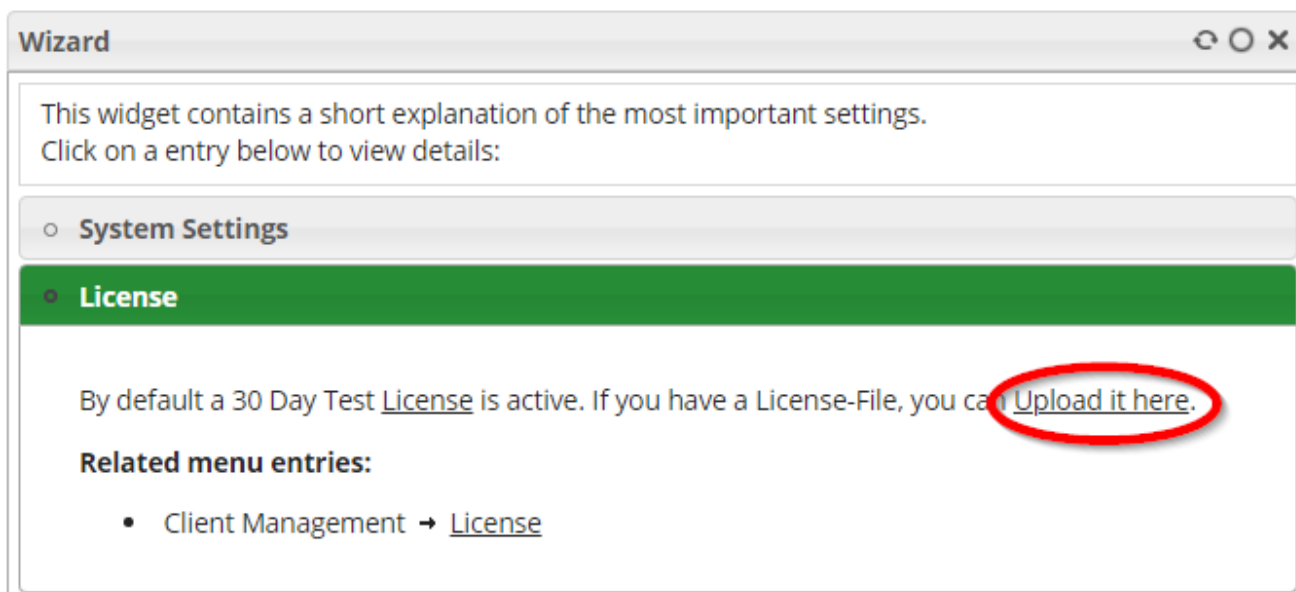 Wizard
This widget contains a short explanation of the most important settings.
Click on a entry below to view details:
System Settings
License
By default a 30 Day Test License is active. If you have a License-File, you can Upload it here.
Related menu entries:
• Client Management → License